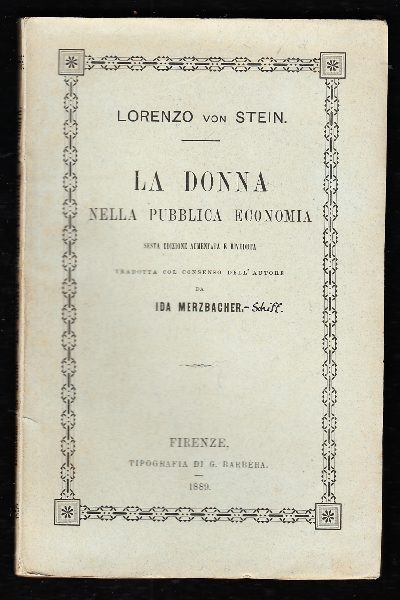 LORENZO VON STEIN.
LA DONNA
NELLA PUBBLICA ECONOMIA
SESTA EDIZIONE AUMENTATA E RIVEDUTA
TRADOTTA COL CONSENSO DELL'AUTORE
DA
IDA MERZBACHER.-Schiff.
FIRENZE.
TIPOGRAFIA DI G. BARBÈRA.
1889.